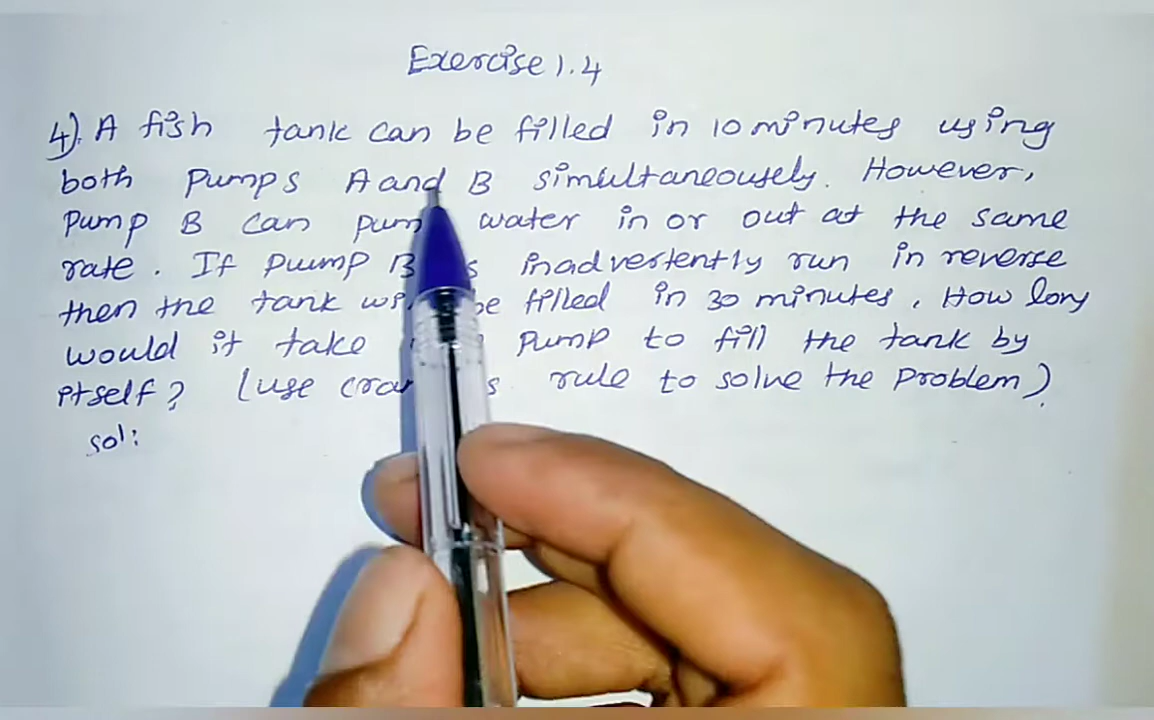 Exercise 1.4
4). A fish tank can be filled in 10 minutes using
both Pumps A and B simultaneously. However,
Pump B can pum water in or out at the same
rate. If Pump B s inadvertently run in reverse
then the tank wi be filled in 30 minutes. How long
would it take Pump to fill the tank by
itself? (use cra s rule to solve the Problem).
sol: